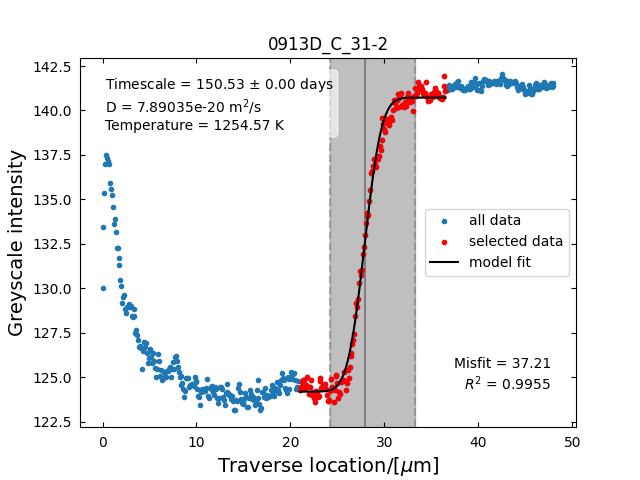 0913D_C_31-2
Timescale = 150.53 ± 0.00 days
D = 7.89035e-20 m²/s
Temperature = 1254.57 K
142.5
140.0
137.5
135.0
132.5
130.0
127.5
125.0
122.5
Greyscale intensity
all data
selected data
model fit
Misfit = 37.21
R² = 0.9955
0 10 20 30 40 50
Traverse location/[μm]